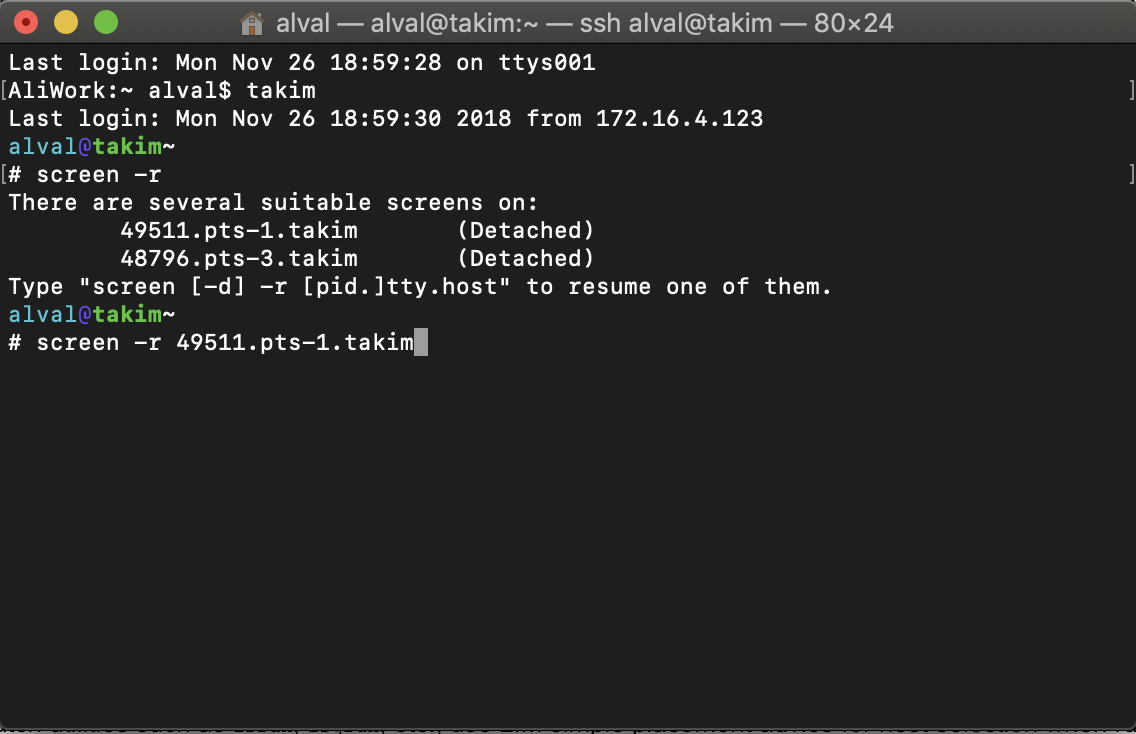 alval — alval@takim:~ — ssh alval@takim — 80×24
Last login: Mon Nov 26 18:59:28 on ttys001
[AliWork:~ alval$ takim ]
Last login: Mon Nov 26 18:59:30 2018 from 172.16.4.123
alval@takim~
[# screen -r ]
There are several suitable screens on:
49511.pts-1.takim (Detached)
48796.pts-3.takim (Detached)
Type "screen [-d] -r [pid.]tty.host" to resume one of them.
alval@takim~
# screen -r 49511.pts-1.takim